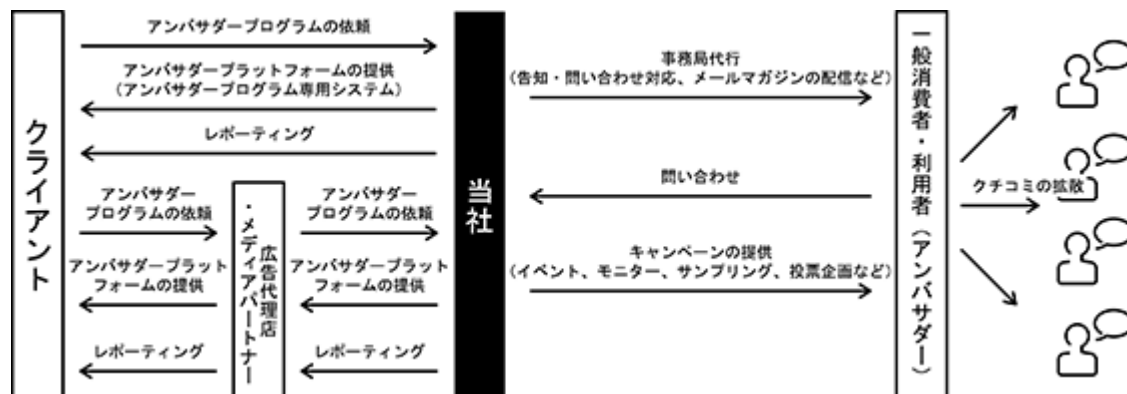 クライアント
アンバサダープログラムの依頼
アンバサダープラットフォームの提供
（アンバサダープログラム専用システム）
レポーティング
アンバサダー
プログラムの依頼
アンバサダープラット
フォームの提供
レポーティング
広告代理店
・メディアパートナー
アンバサダー
プログラムの依頼
アンバサダープラット
フォームの提供
レポーティング
当社
事務局代行
（告知・問い合わせ対応、メールマガジンの配信など）
問い合わせ
キャンペーンの提供
（イベント、モニター、サンプリング、投票企画など）
一般消費者・利用者（アンバサダー）
クチコミの拡散